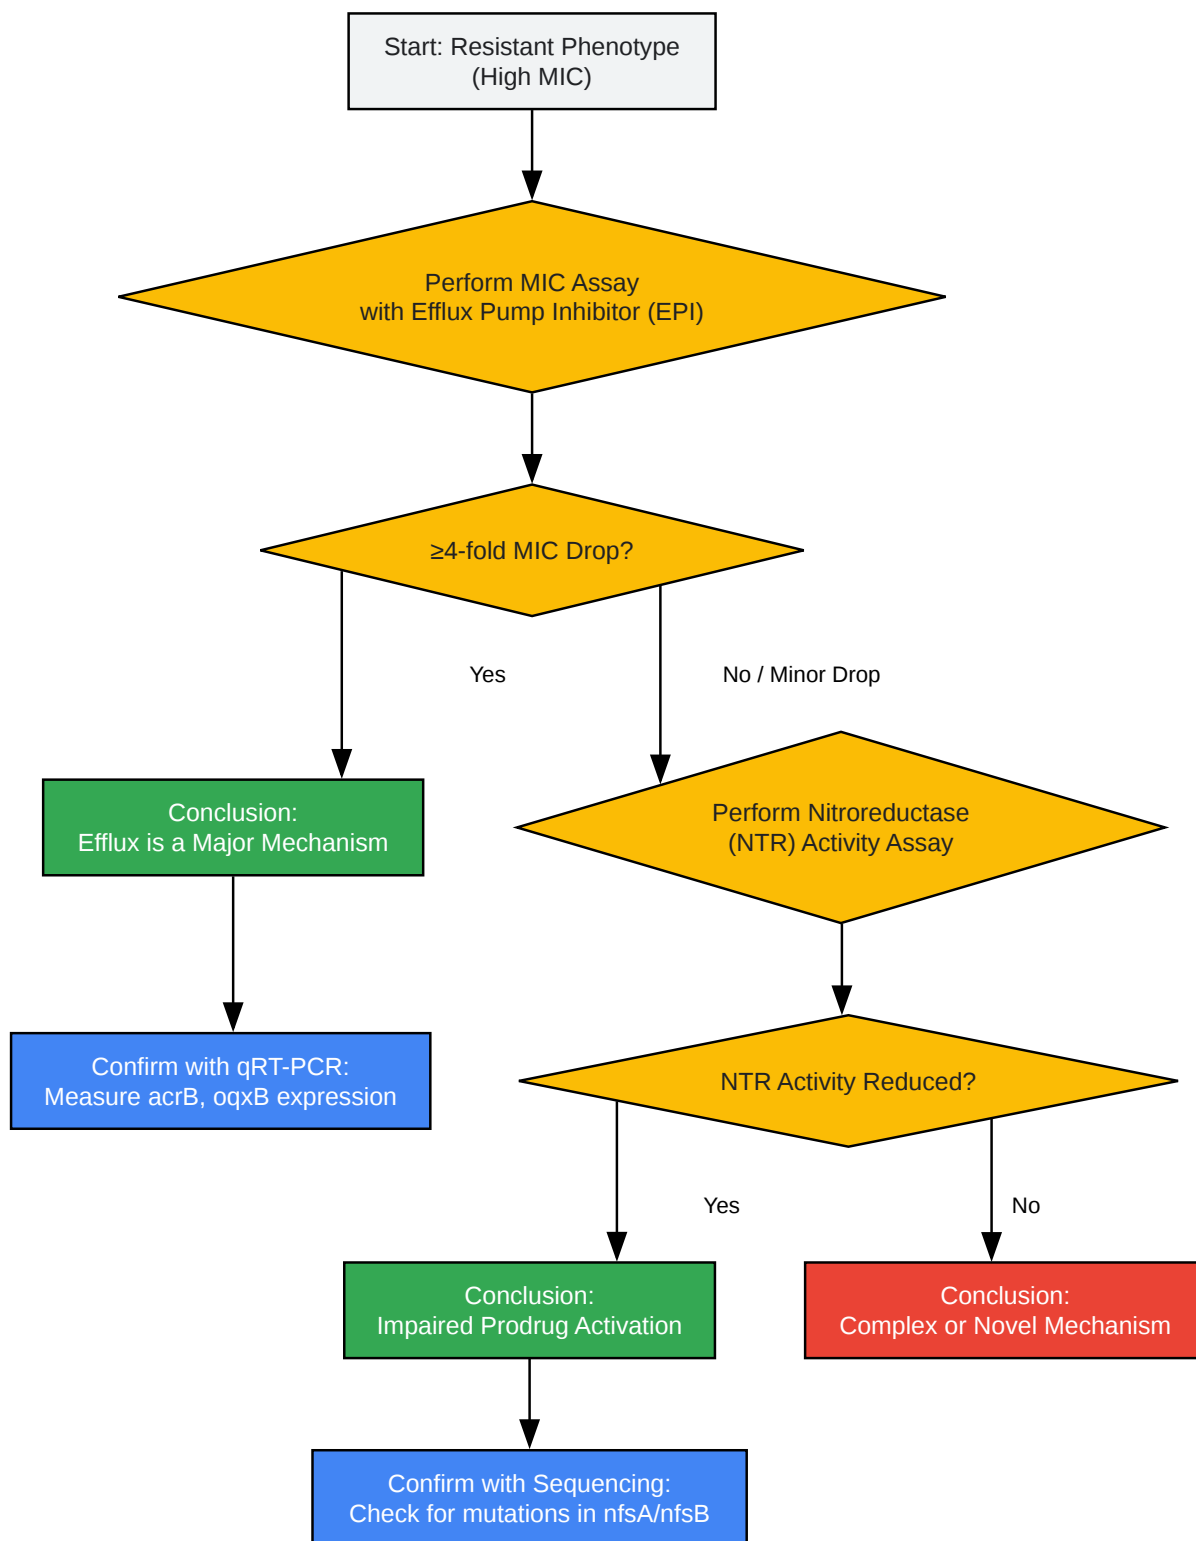 Start: Resistant Phenotype
(High MIC)
Perform MIC Assay
with Efflux Pump Inhibitor (EPI)
≥4-fold MIC Drop?
Yes
No / Minor Drop
Conclusion:
Efflux is a Major Mechanism
Perform Nitroreductase
(NTR) Activity Assay
Confirm with qRT-PCR:
Measure acrB, oqxB expression
NTR Activity Reduced?
Yes
No
Conclusion:
Impaired Prodrug Activation
Conclusion:
Complex or Novel Mechanism
Confirm with Sequencing:
Check for mutations in nfsA/nfsB